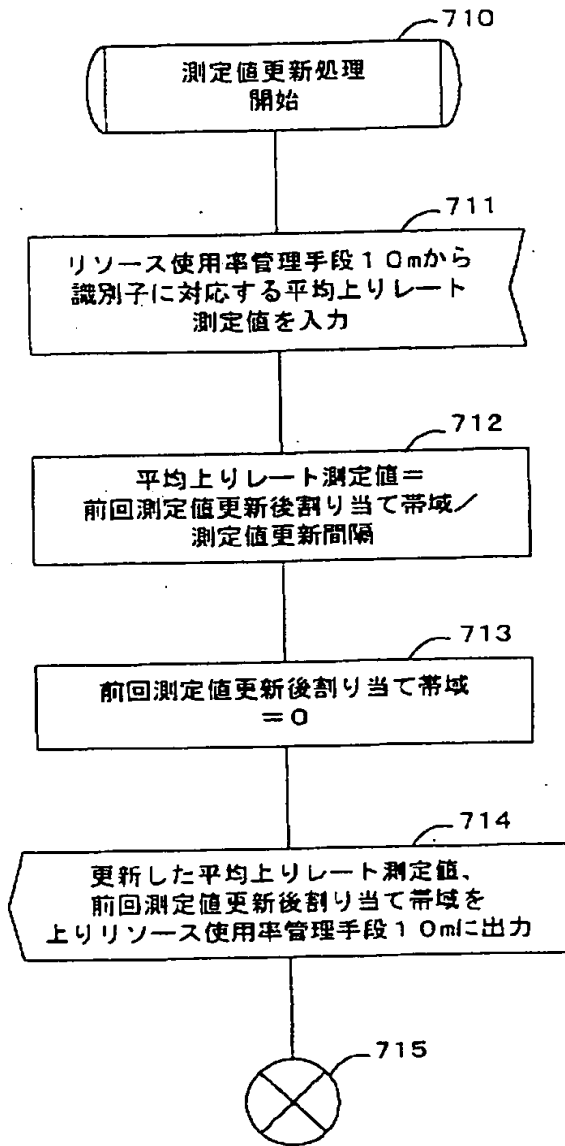 710
測定値更新処理
開始
711
リソース使用率管理手段10mから
識別子に対応する平均上りレート
測定値を入力
712
平均上りレート測定値=
前回測定値更新後割り当て帯域/
測定値更新間隔
713
前回測定値更新後割り当て帯域
=0
714
更新した平均上りレート測定値、
前回測定値更新後割り当て帯域を
上りリソース使用率管理手段10mに出力
715